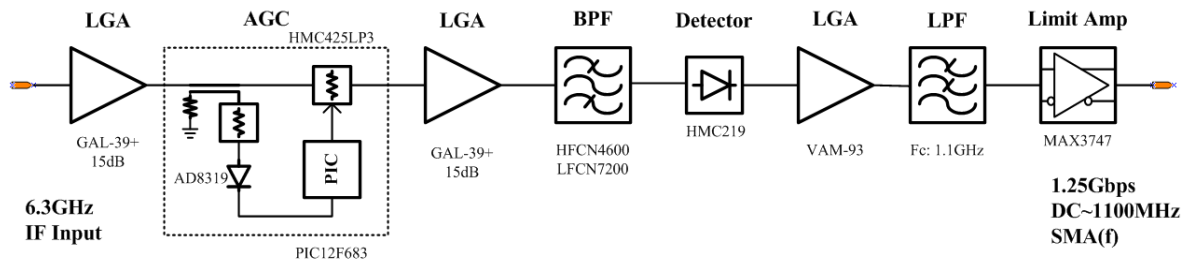 LGA
AGC
LGA
BPF
Detector
LGA
LPF
Limit Amp
HMC425LP3
GAL-39+
15dB
AD8319
PIC
PIC12F683
GAL-39+
15dB
HFCN4600
LFCN7200
HMC219
VAM-93
Fc: 1.1GHz
MAX3747
6.3GHz
IF Input
1.25Gbps
DC~1100MHz
SMA(f)